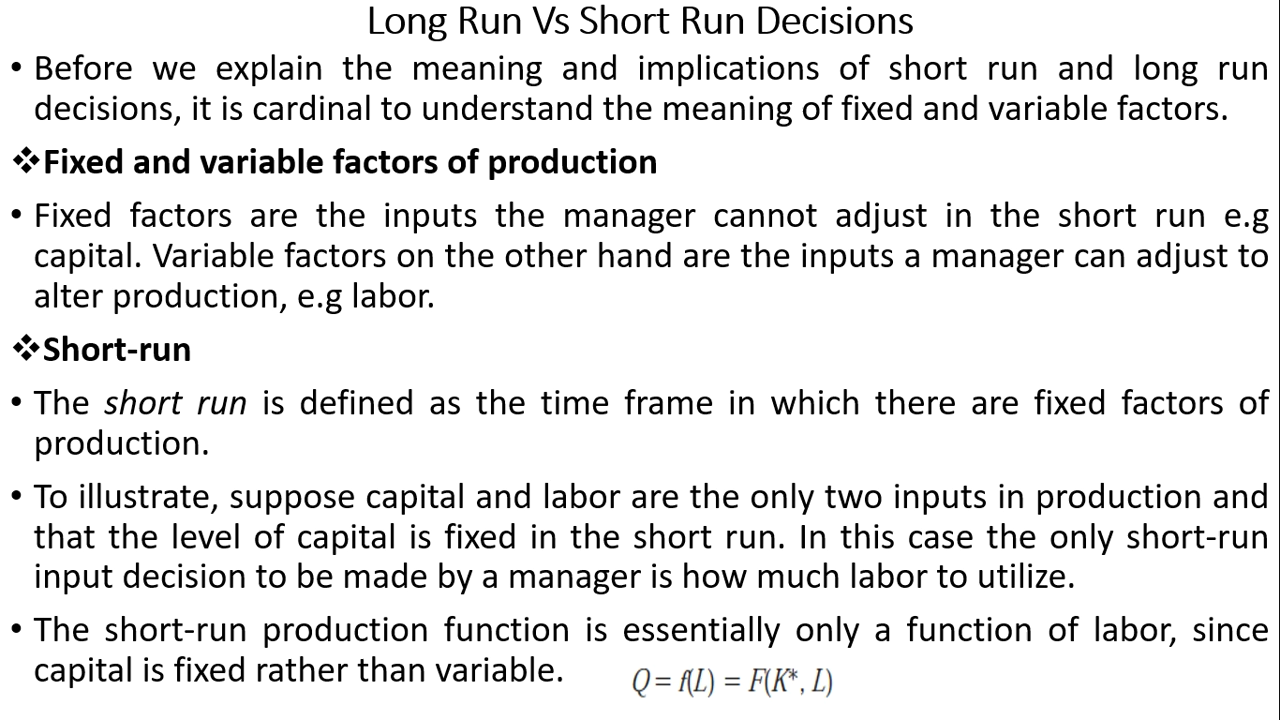 Long Run Vs Short Run Decisions
• Before we explain the meaning and implications of short run and long run
decisions, it is cardinal to understand the meaning of fixed and variable factors.
❖Fixed and variable factors of production
• Fixed factors are the inputs the manager cannot adjust in the short run e.g
capital. Variable factors on the other hand are the inputs a manager can adjust to
alter production, e.g labor.
❖Short-run
• The short run is defined as the time frame in which there are fixed factors of
production.
• To illustrate, suppose capital and labor are the only two inputs in production and
that the level of capital is fixed in the short run. In this case the only short-run
input decision to be made by a manager is how much labor to utilize.
• The short-run production function is essentially only a function of labor, since
capital is fixed rather than variable. Q = f(L) = F(K*, L)